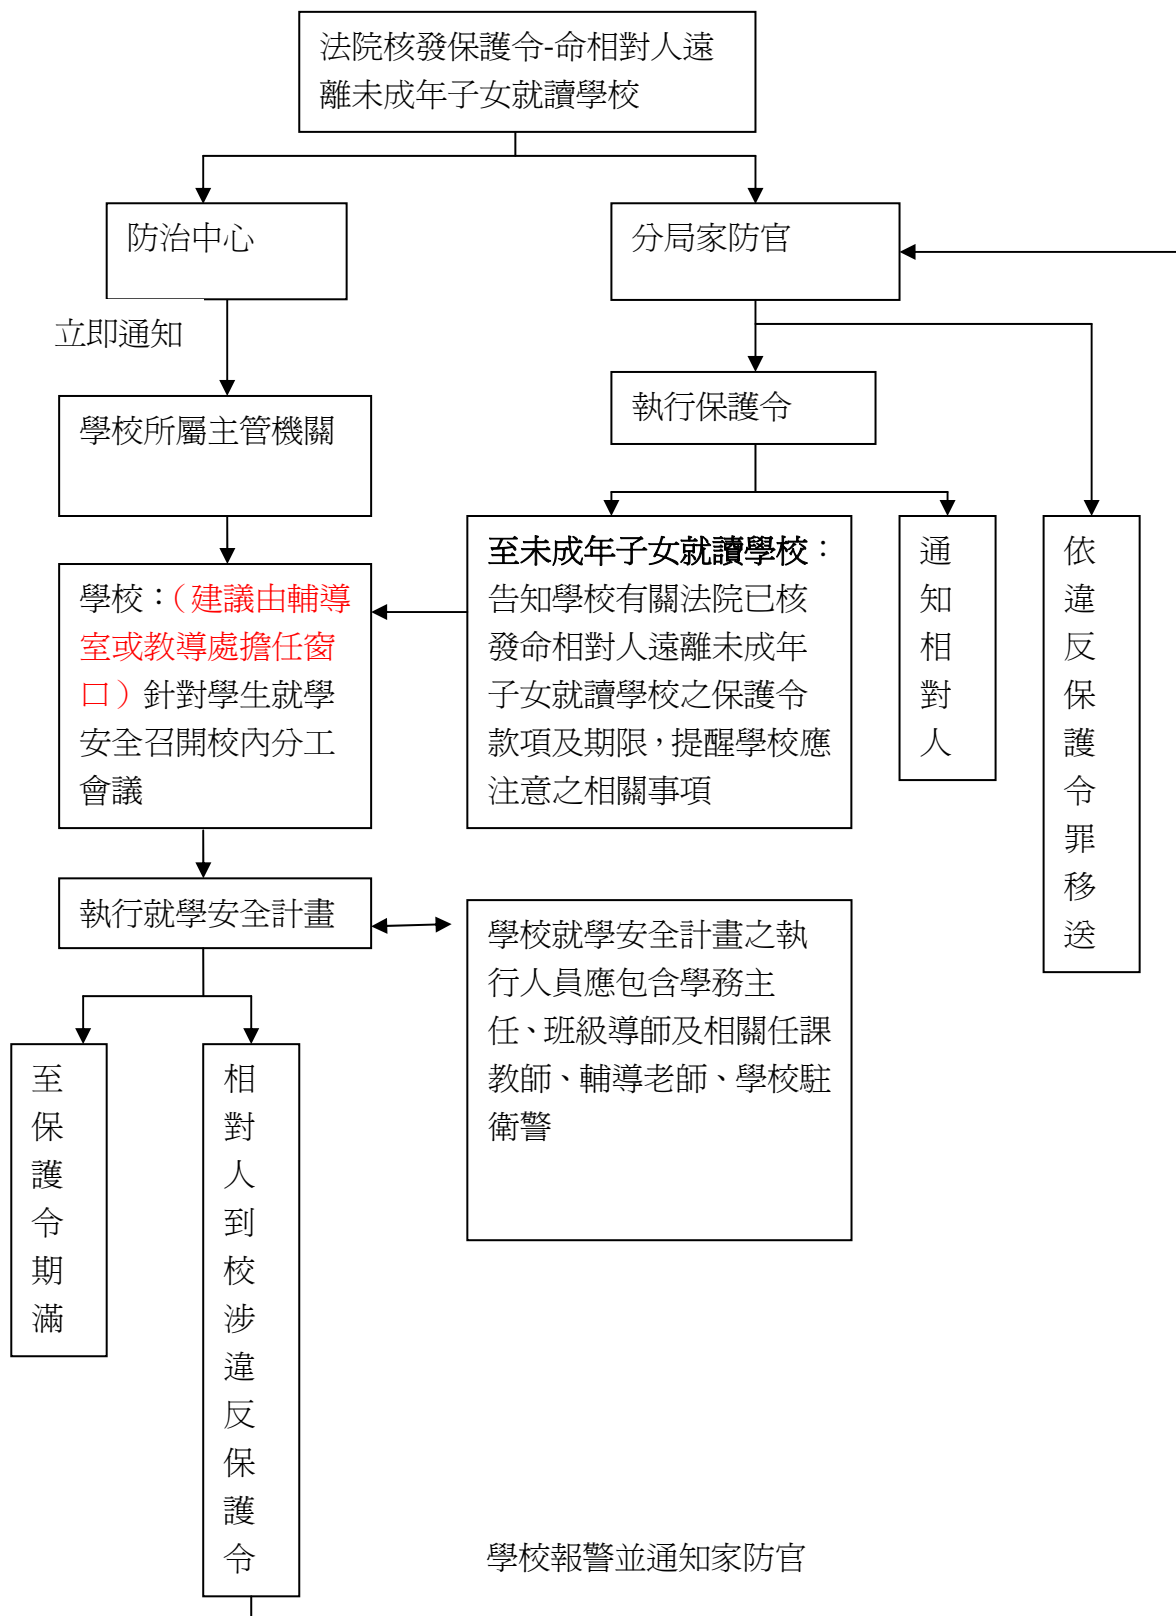 法院核發保護令-命相對人遠
離未成年子女就讀學校
防治中心
分局家防官
立即通知
學校所屬主管機關
執行保護令
學校：（建議由輔導
室或教導處擔任窗
口）針對學生就學
安全召開校內分工
會議
至未成年子女就讀學校：
告知學校有關法院已核
發命相對人遠離未成年
子女就讀學校之保護令
款項及期限，提醒學校應
注意之相關事項
通知相對人
依違反保護令罪移送
執行就學安全計畫
學校就學安全計畫之執
行人員應包含學務主
任、班級導師及相關任課
教師、輔導老師、學校駐
衛警
至保護令期滿
相對人到校涉違反保護令
學校報警並通知家防官